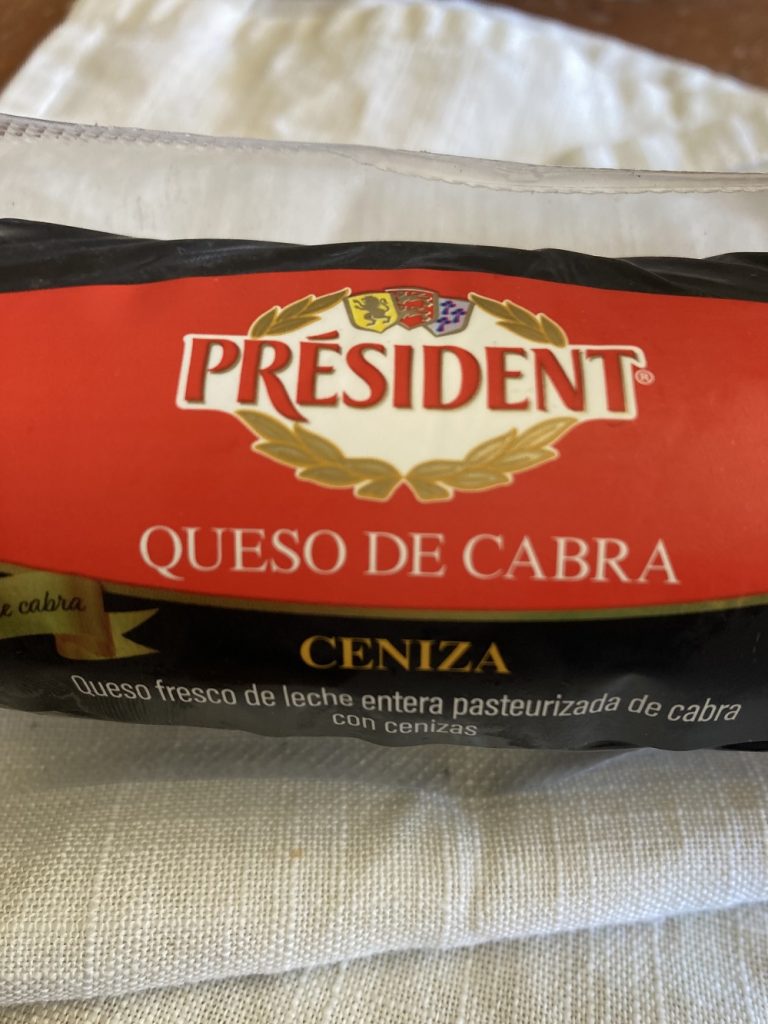 PRÉSIDENT®
QUESO DE CABRA
cabra
CENIZA
Queso fresco de leche entera pasteurizada de cabra
con cenizas